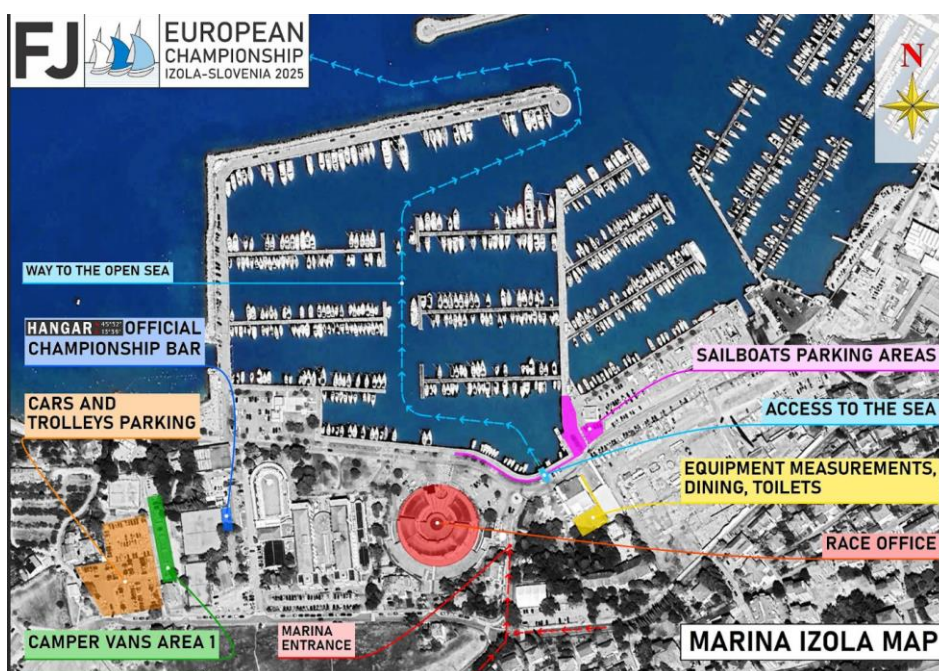 FJ
EUROPEAN
CHAMPIONSHIP
IZOLA-SLOVENIA 2025
N
WAY TO THE OPEN SEA
HANGAR 45°32' OFFICIAL
CHAMPIONSHIP BAR
SAILBOATS PARKING AREAS
CARS AND
TROLLEYS PARKING
ACCESS TO THE SEA
EQUIPMENT MEASUREMENTS,
DINING, TOILETS
RACE OFFICE
CAMPER VANS AREA 1
MARINA
ENTRANCE
MARINA IZOLA MAP